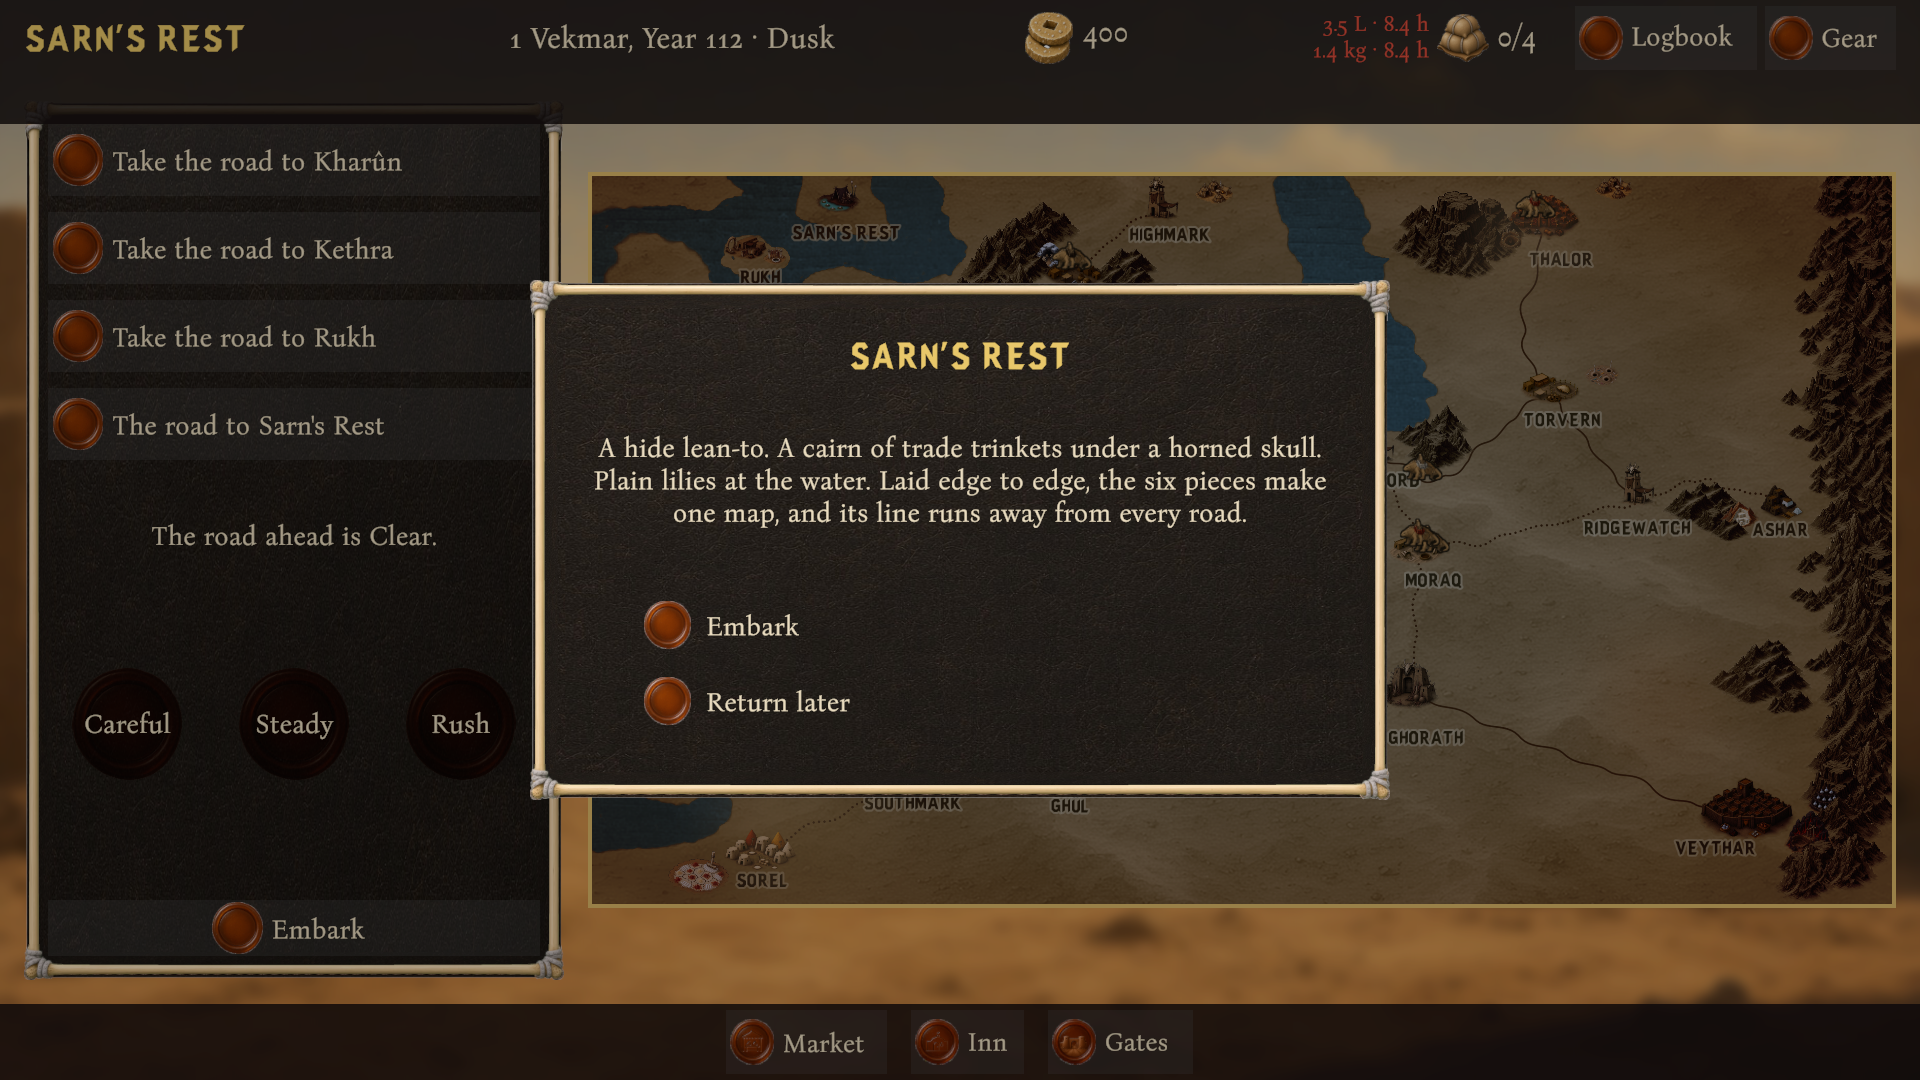 SARN'S REST
1 Vekmar, Year 112 · Dusk
400
3.5 L · 8.4 h
1.4 kg · 8.4 h
0/4
Logbook
Gear
Take the road to Kharûn
Take the road to Kethra
Take the road to Rukh
The road to Sarn's Rest
The road ahead is Clear.
Careful
Steady
Rush
Embark
SARN'S REST
RUKH
HIGHMARK
THALOR
TORVERN
RIDGEWATCH
ASHAR
MORAQ
GHORATH
VEYTHAR
SOUTHMARK
GHUL
SOREL
SARN'S REST
A hide lean-to. A cairn of trade trinkets under a horned skull.
Plain lilies at the water. Laid edge to edge, the six pieces make
one map, and its line runs away from every road.
Embark
Return later
Market
Inn
Gates